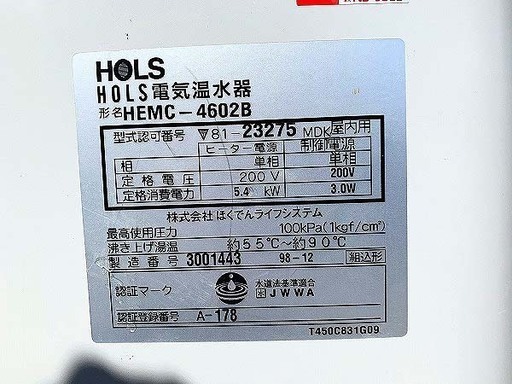 HOLS
HOLS電気温水器
形名HEMC-4602B
型式認可番号 ▽81-23275 MDK 屋内用
ヒーター電源 制御電源
相 単相 単相
定格電圧 200V 200V
定格消費電力 5.4kW 3.0W
株式会社ほくでんライフシステム
最高使用圧力 100kPa(1kgf/cm²)
沸き上げ湯温 約55℃~約90℃
製造番号 3001443 98-12 組込形
認証マーク 水道法基準適合
JWWA
認証登録番号 A-178
T450C831G09